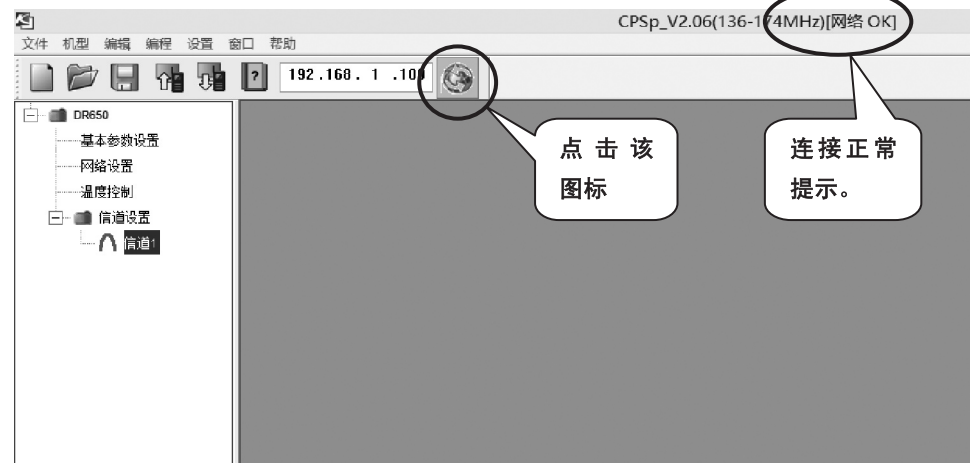 CPSp_V2.06(136-174MHz)[网络 OK]
文件 机型 编辑 编程 设置 窗口 帮助
192.168. 1 .100
DR650
基本参数设置
网络设置
温度控制
信道设置
信道1
点击该
图标
连接正常
提示。